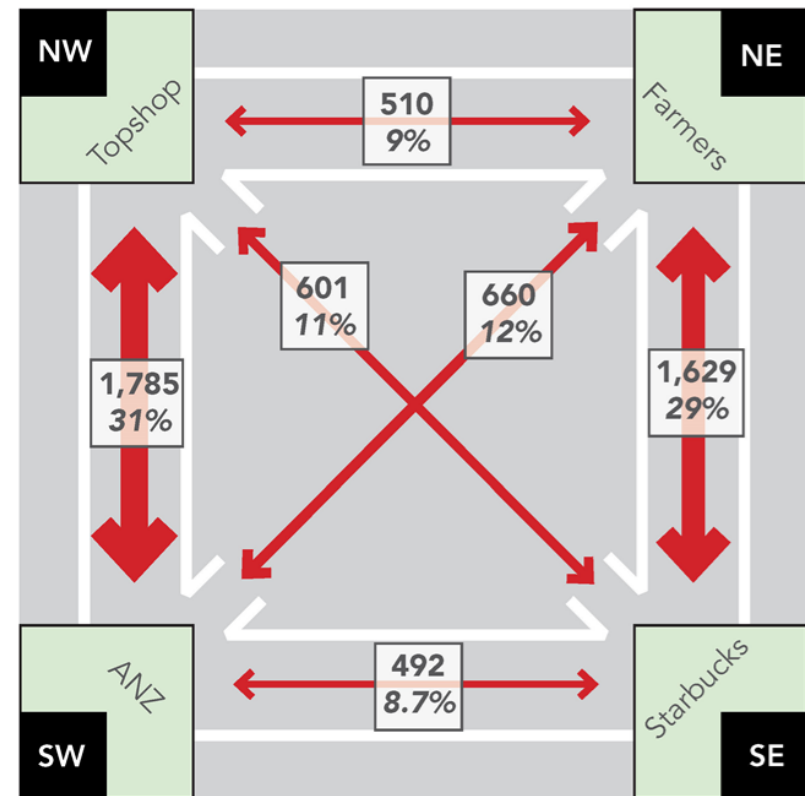 NW
NE
Topshop
510
9%
Farmers
601
11%
660
12%
1,785
31%
1,629
29%
ANZ
492
8.7%
Starbucks
SW
SE